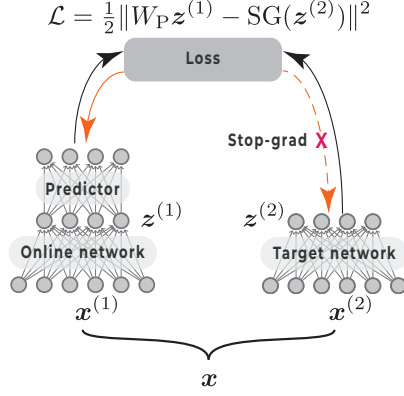 ℒ = ½‖W_P z^(1) − SG(z^(2))‖²
Loss
Stop-grad X
Predictor
z^(1) z^(2)
Online network Target network
x^(1) x^(2)
x